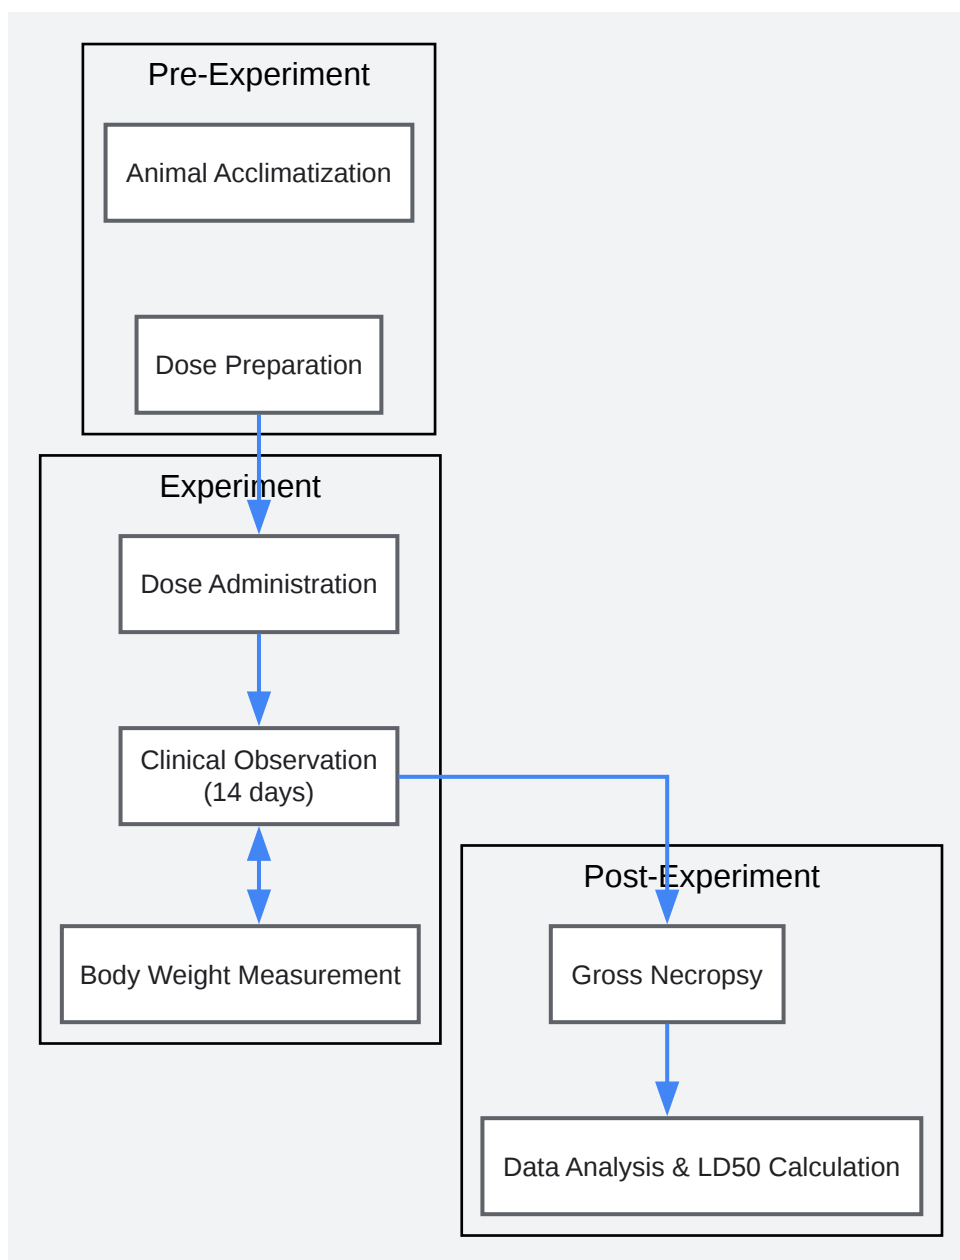 Pre-Experiment
Animal Acclimatization
Dose Preparation
Experiment
Dose Administration
Clinical Observation
(14 days)
Body Weight Measurement
Post-Experiment
Gross Necropsy
Data Analysis & LD50 Calculation